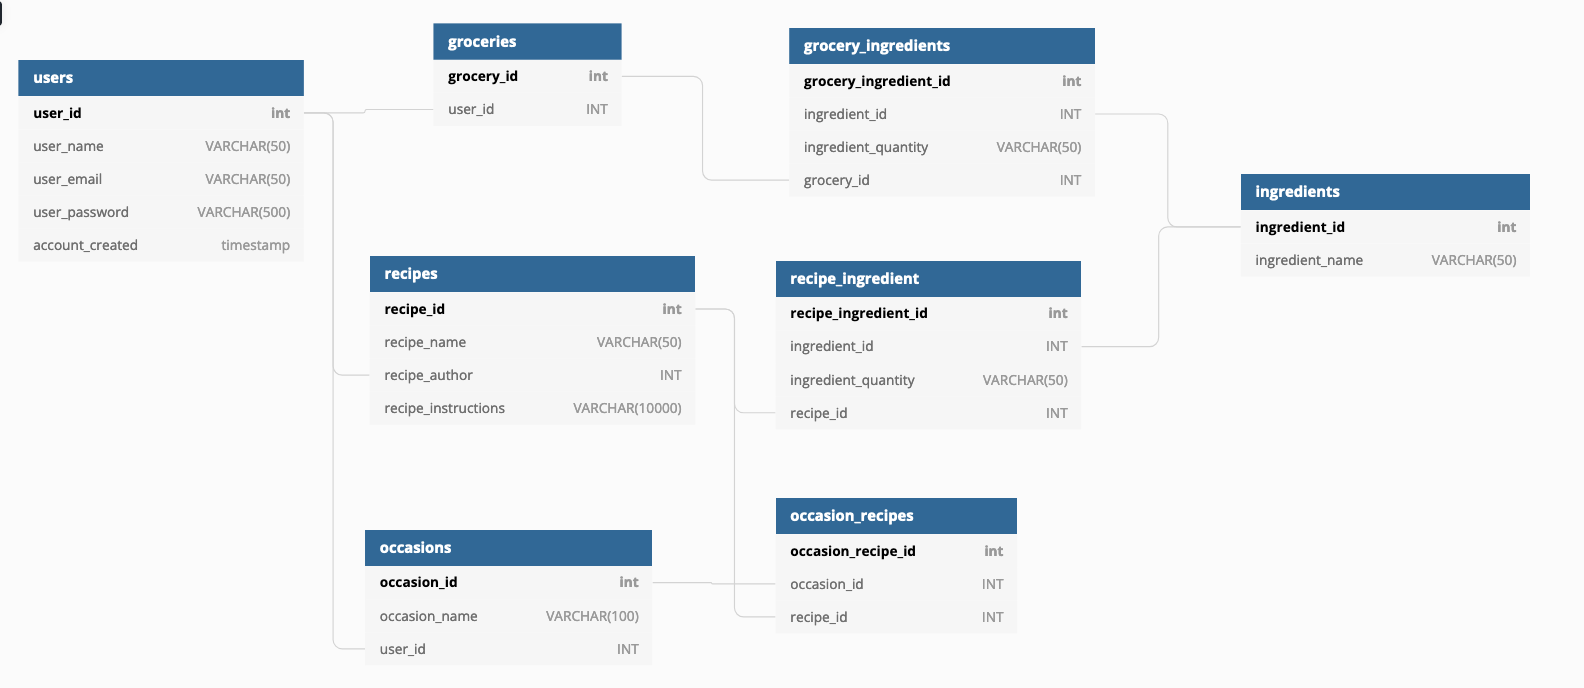 users
user_id int
user_name VARCHAR(50)
user_email VARCHAR(50)
user_password VARCHAR(500)
account_created timestamp
groceries
grocery_id int
user_id INT
grocery_ingredients
grocery_ingredient_id int
ingredient_id INT
ingredient_quantity VARCHAR(50)
grocery_id INT
ingredients
ingredient_id int
ingredient_name VARCHAR(50)
recipes
recipe_id int
recipe_name VARCHAR(50)
recipe_author INT
recipe_instructions VARCHAR(10000)
recipe_ingredient
recipe_ingredient_id int
ingredient_id INT
ingredient_quantity VARCHAR(50)
recipe_id INT
occasions
occasion_id int
occasion_name VARCHAR(100)
user_id INT
occasion_recipes
occasion_recipe_id int
occasion_id INT
recipe_id INT